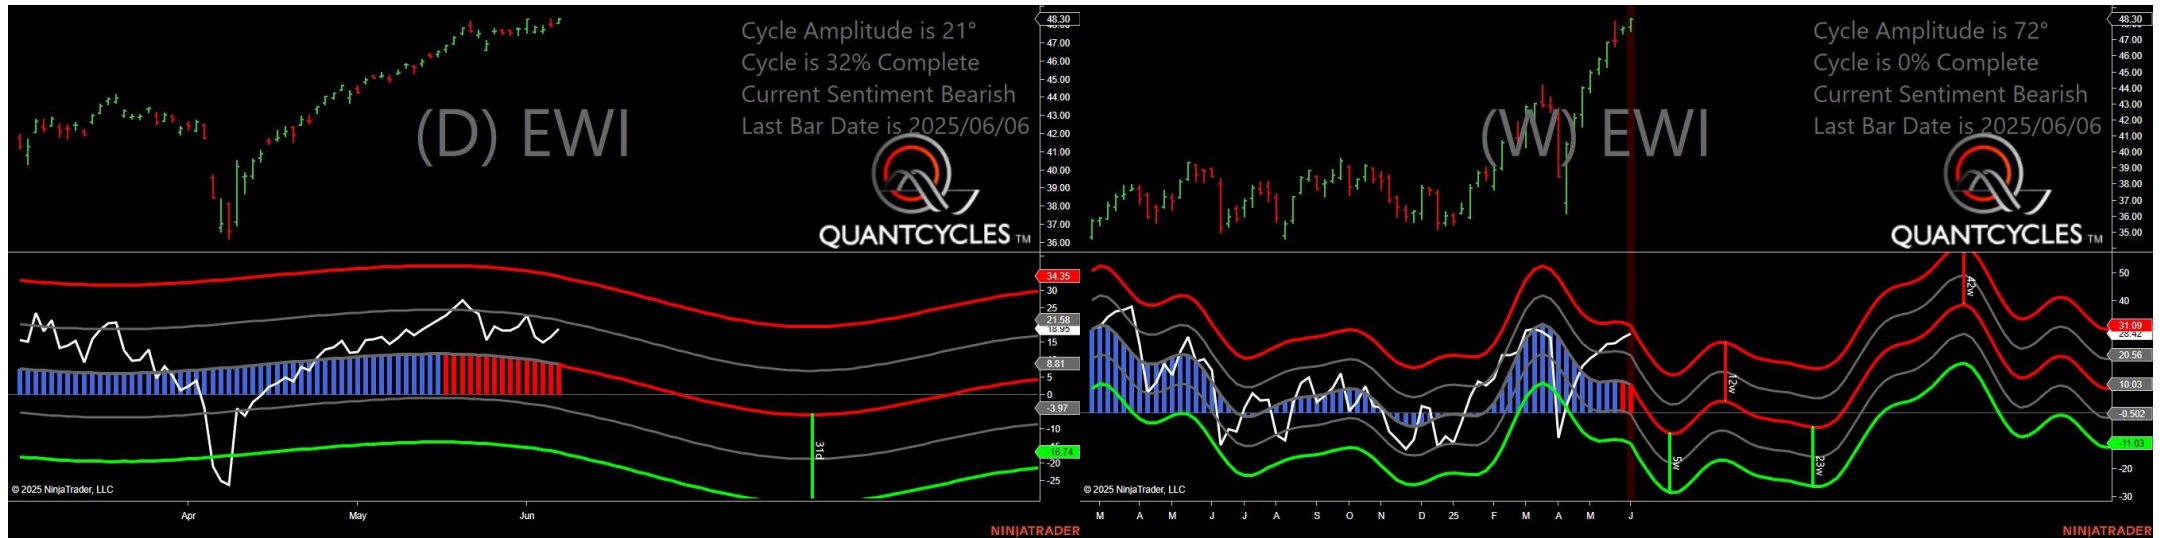 Cycle Amplitude is 21°
Cycle is 32% Complete
Current Sentiment Bearish
Last Bar Date is 2025/06/06
(D) EWI
QUANTCYCLES TM
48.30
47.00
46.00
45.00
44.00
43.00
42.00
41.00
40.00
39.00
38.00
37.00
36.00
34.35
30
25
21.58
18.95
15
8.81
5
0
-3.97
-10
-16.74
-20
-25
31d
© 2025 NinjaTrader, LLC
Apr May Jun
NINJATRADER
Cycle Amplitude is 72°
Cycle is 0% Complete
Current Sentiment Bearish
Last Bar Date is 2025/06/06
(W) EWI
QUANTCYCLES TM
48.30
47.00
46.00
45.00
44.00
43.00
42.00
41.00
40.00
39.00
38.00
37.00
36.00
35.00
50
40
31.09
28.42
20.56
10.03
-0.502
-11.03
-20
-30
42w
12w
5w
23w
© 2025 NinjaTrader, LLC
M A M J J A S O N D 25 F M A M J
NINJATRADER